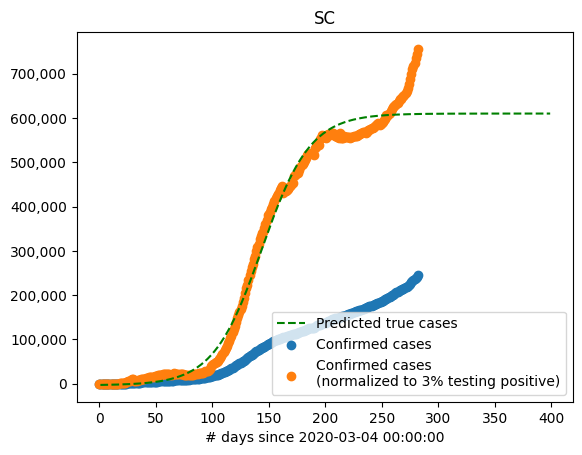 SC
700,000
600,000
500,000
400,000
300,000
200,000
100,000
0
Predicted true cases
Confirmed cases
Confirmed cases
(normalized to 3% testing positive)
0 50 100 150 200 250 300 350 400
# days since 2020-03-04 00:00:00